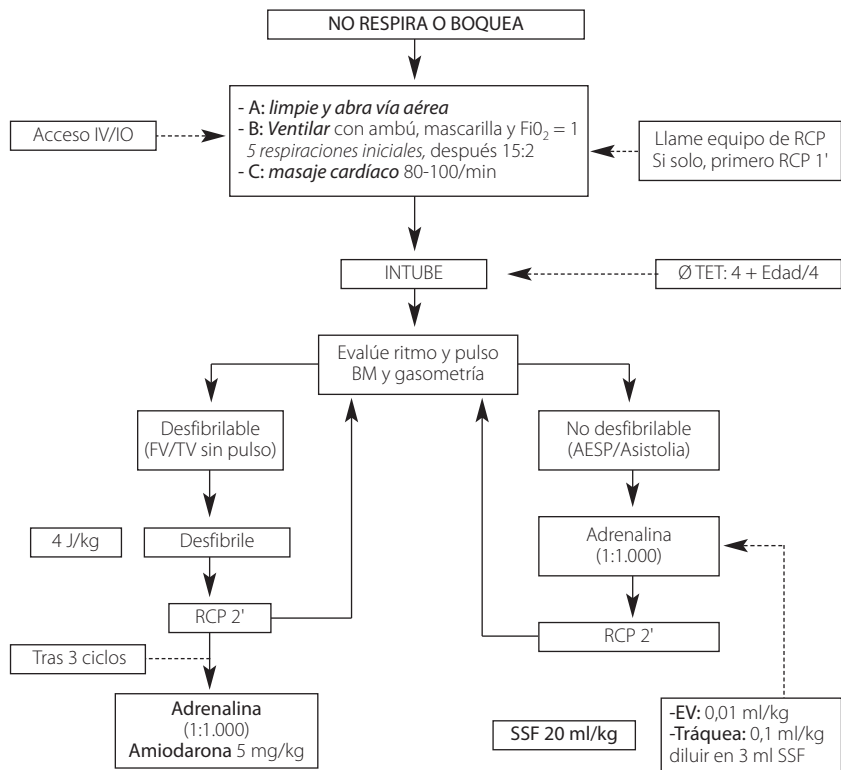 NO RESPIRA O BOQUEA
- A: limpie y abra vía aérea
- B: Ventilar con ambú, mascarilla y Fi0₂ = 1
5 respiraciones iniciales, después 15:2
- C: masaje cardíaco 80-100/min
Acceso IV/IO
Llame equipo de RCP
Si solo, primero RCP 1'
INTUBE
Ø TET: 4 + Edad/4
Evalúe ritmo y pulso
BM y gasometría
Desfibrilable
(FV/TV sin pulso)
No desfibrilable
(AESP/Asistolia)
4 J/kg
Desfibrile
Adrenalina
(1:1.000)
RCP 2'
RCP 2'
Tras 3 ciclos
Adrenalina
(1:1.000)
Amiodarona 5 mg/kg
SSF 20 ml/kg
-EV: 0,01 ml/kg
-Tráquea: 0,1 ml/kg
diluir en 3 ml SSF